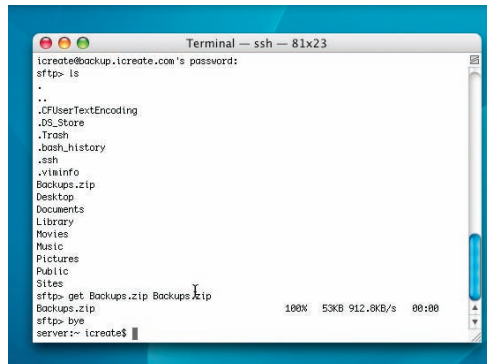 Terminal — ssh — 81x23
icreate@backup.icreate.com's password:
sftp> ls
.
..
.CFUserTextEncoding
.DS_Store
.Trash
.bash_history
.ssh
.viminfo
Backups.zip
Desktop
Documents
Library
Movies
Music
Pictures
Public
Sites
sftp> get Backups.zip Backups.zip
Backups.zip 100% 53KB 912.8KB/s 00:00
sftp> bye
server:~ icreate$